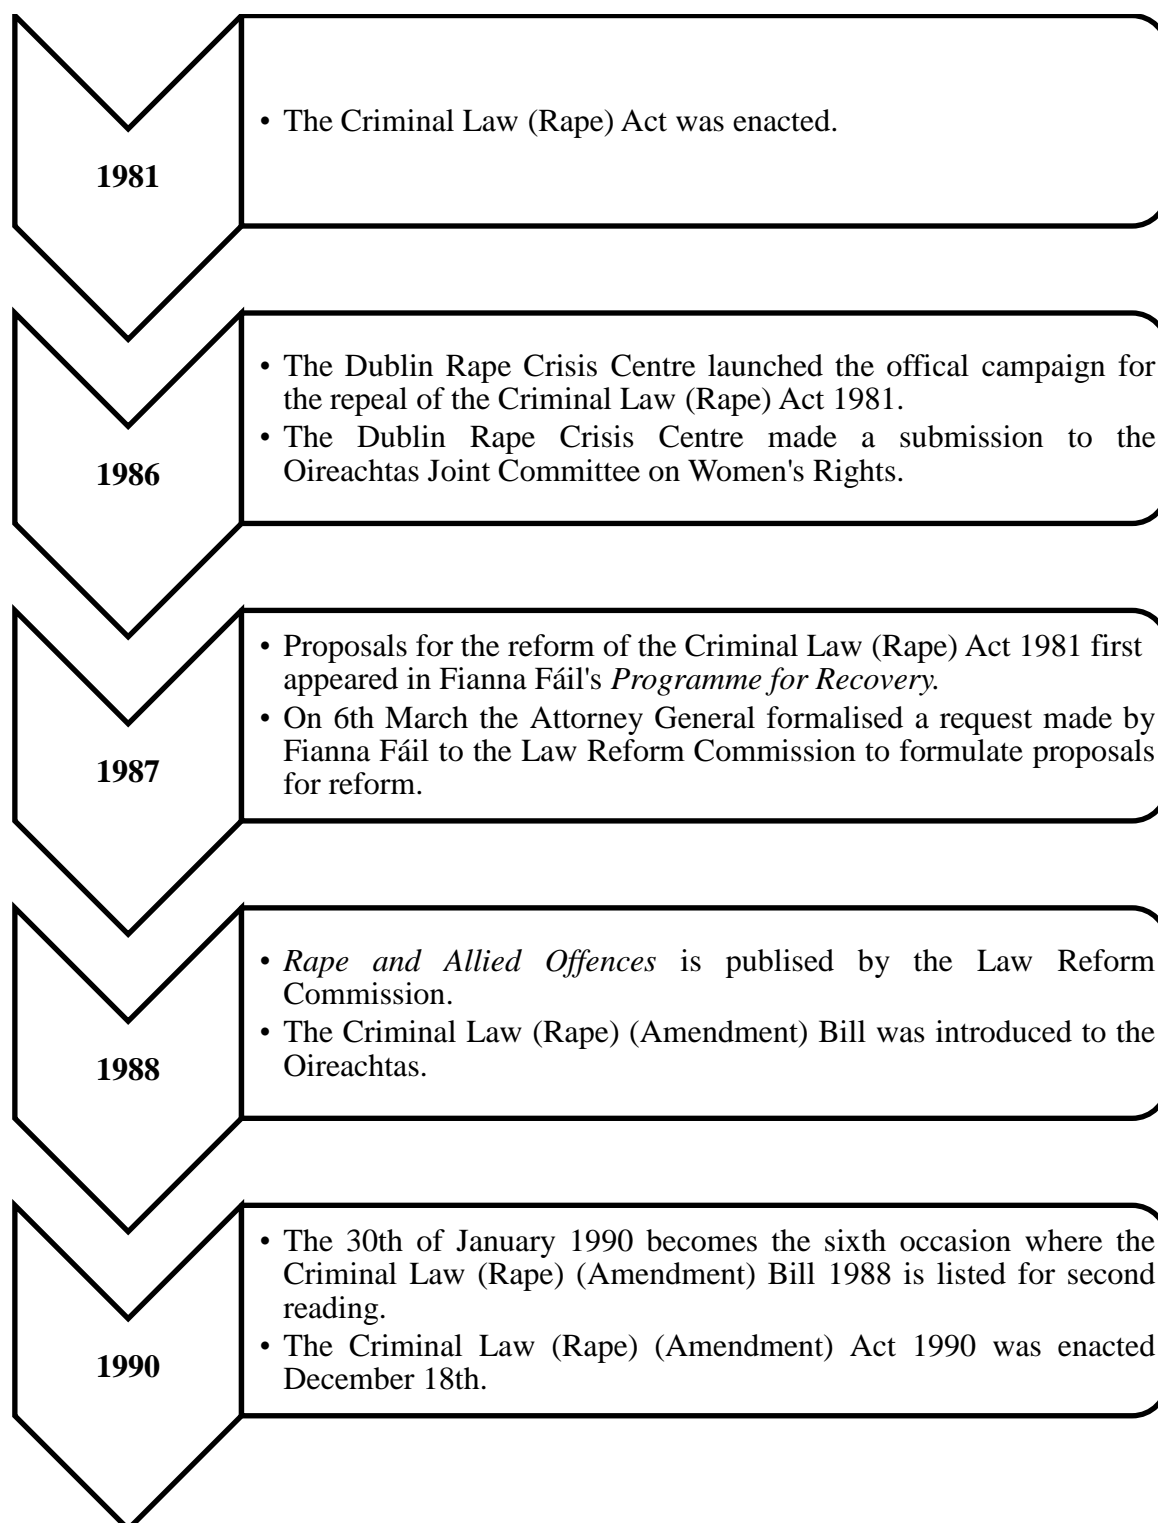 1981
• The Criminal Law (Rape) Act was enacted.
1986
• The Dublin Rape Crisis Centre launched the offical campaign for
the repeal of the Criminal Law (Rape) Act 1981.
• The Dublin Rape Crisis Centre made a submission to the
Oireachtas Joint Committee on Women's Rights.
1987
• Proposals for the reform of the Criminal Law (Rape) Act 1981 first
appeared in Fianna Fáil's Programme for Recovery.
• On 6th March the Attorney General formalised a request made by
Fianna Fáil to the Law Reform Commission to formulate proposals
for reform.
1988
• Rape and Allied Offences is publised by the Law Reform
Commission.
• The Criminal Law (Rape) (Amendment) Bill was introduced to the
Oireachtas.
1990
• The 30th of January 1990 becomes the sixth occasion where the
Criminal Law (Rape) (Amendment) Bill 1988 is listed for second
reading.
• The Criminal Law (Rape) (Amendment) Act 1990 was enacted
December 18th.